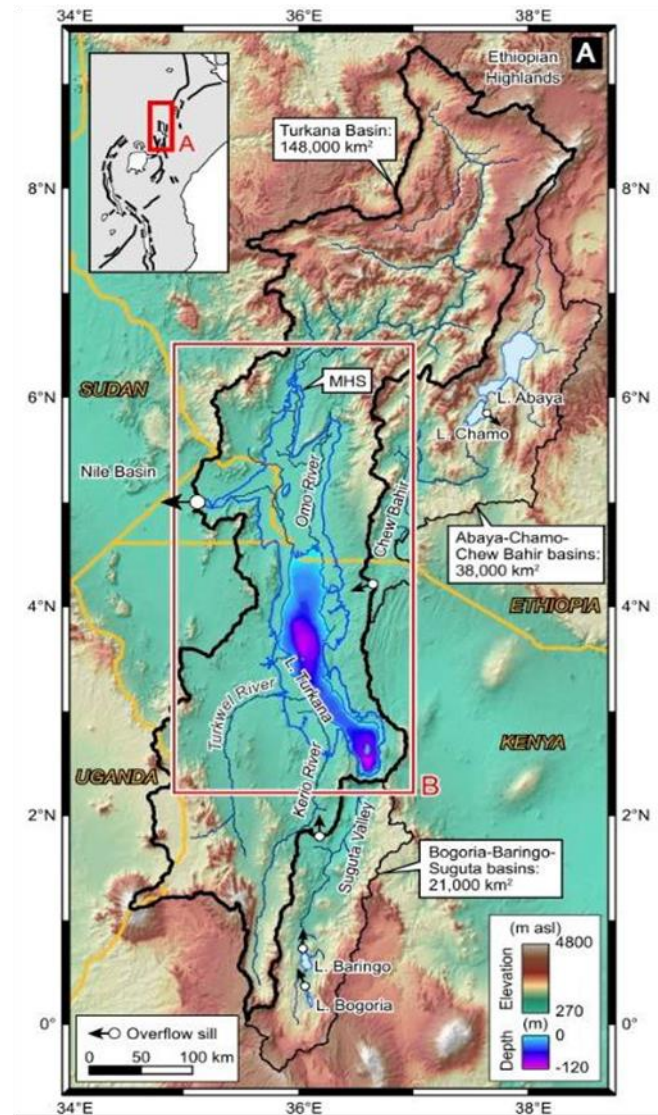 34°E
36°E
38°E
A
A
Ethiopian
Highlands
Turkana Basin:
148,000 km²
8°N
8°N
SUDAN
6°N
6°N
MHS
L. Abaya
L. Chamo
Nile Basin
Omo River
Chew Bahir
Abaya-Chamo-
Chew Bahir basins:
38,000 km²
ETHIOPIA
4°N
4°N
L. Turkana
Turkwel River
Kerio River
KENYA
UGANDA
B
2°N
2°N
Suguta Valley
Bogoria-Baringo-
Suguta basins:
21,000 km²
L. Baringo
L. Bogoria
(m asl)
4800
Elevation
270
(m)
0
Depth
-120
0°
0°
Overflow sill
0 50 100 km
34°E
36°E
38°E